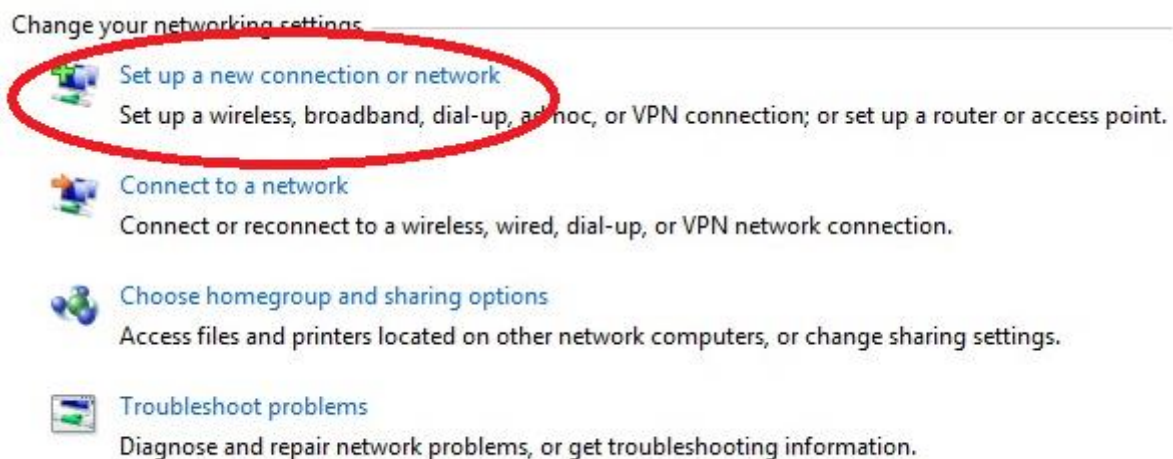 Change your networking settings
Set up a new connection or network
Set up a wireless, broadband, dial-up, ad hoc, or VPN connection; or set up a router or access point.
Connect to a network
Connect or reconnect to a wireless, wired, dial-up, or VPN network connection.
Choose homegroup and sharing options
Access files and printers located on other network computers, or change sharing settings.
Troubleshoot problems
Diagnose and repair network problems, or get troubleshooting information.